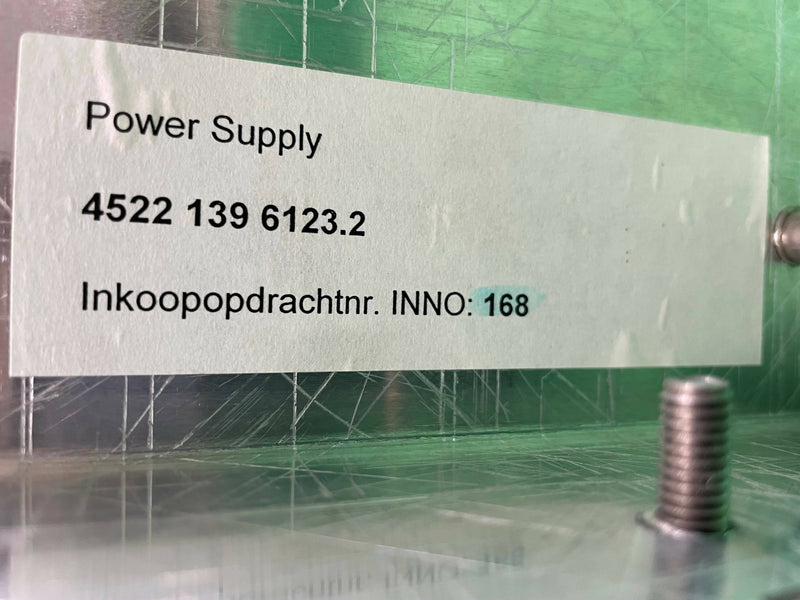 Power Supply
4522 139 6123.2
Inkoopopdrachtnr. INNO: 168